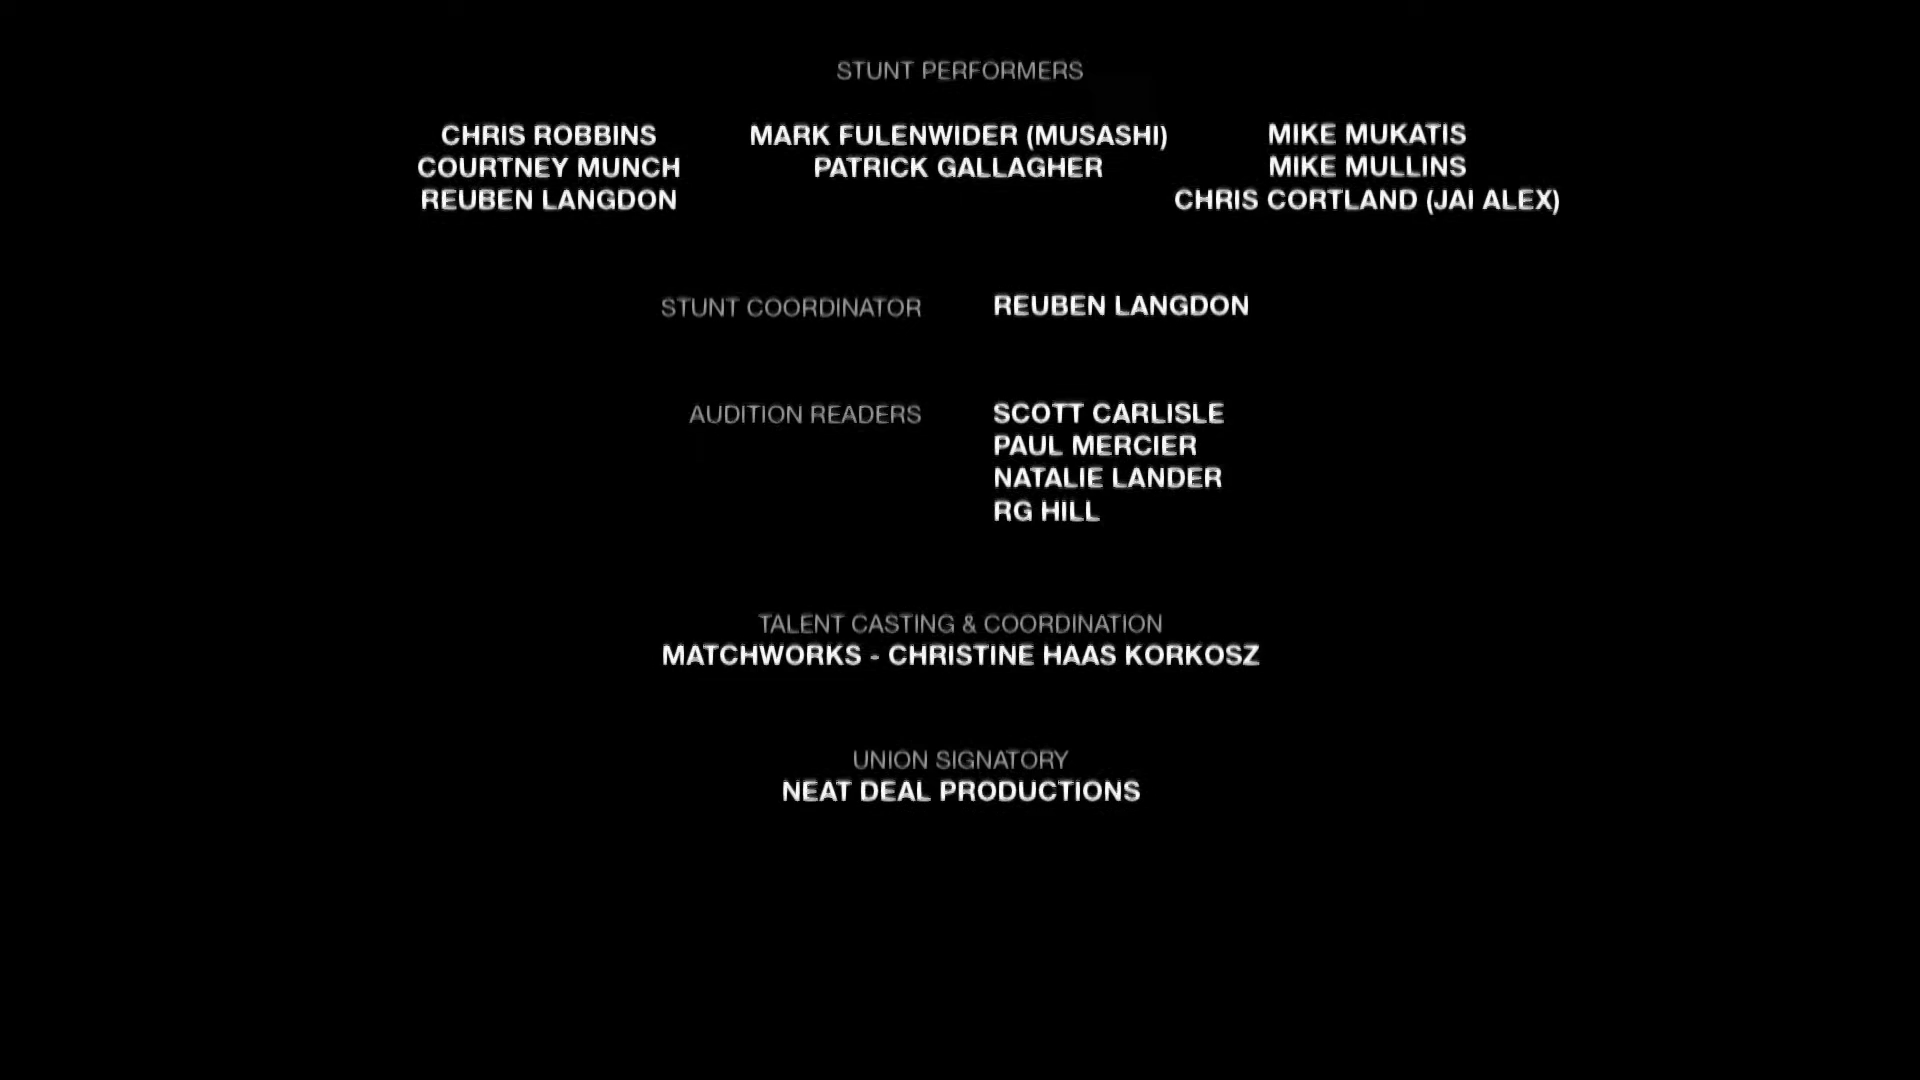 STUNT PERFORMERS
CHRIS ROBBINS MARK FULENWIDER (MUSASHI) MIKE MUKATIS
COURTNEY MUNCH PATRICK GALLAGHER MIKE MULLINS
REUBEN LANGDON CHRIS CORTLAND (JAI ALEX)
STUNT COORDINATOR REUBEN LANGDON
AUDITION READERS SCOTT CARLISLE
PAUL MERCIER
NATALIE LANDER
RG HILL
TALENT CASTING & COORDINATION
MATCHWORKS - CHRISTINE HAAS KORKOSZ
UNION SIGNATORY
NEAT DEAL PRODUCTIONS